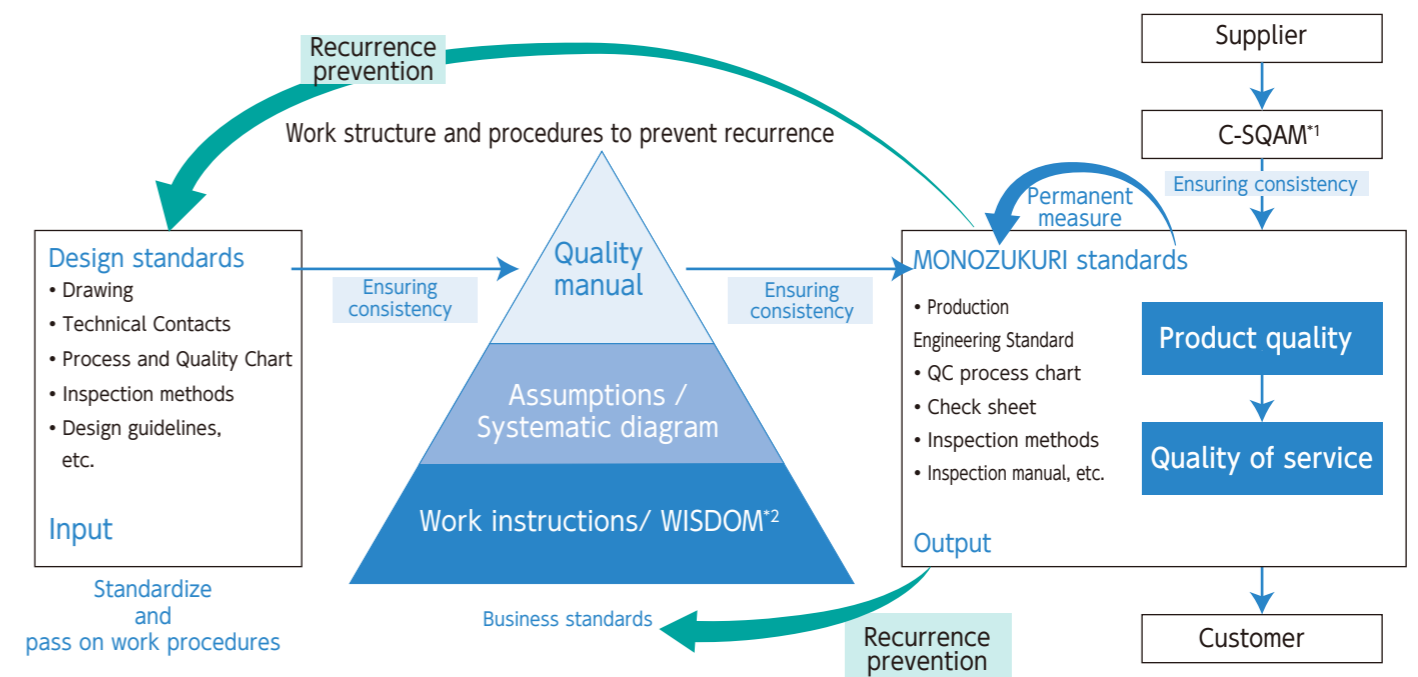 Recurrence
prevention
Work structure and procedures to prevent recurrence
Supplier
C-SQAM*1
Ensuring consistency
Permanent
measure
Design standards
• Drawing
• Technical Contacts
• Process and Quality Chart
• Inspection methods
• Design guidelines,
etc.
Input
Standardize
and
pass on work procedures
Ensuring
consistency
Quality
manual
Assumptions /
Systematic diagram
Work instructions/ WISDOM*2
Business standards
Ensuring
consistency
MONOZUKURI standards
• Production
Engineering Standard
• QC process chart
• Check sheet
• Inspection methods
• Inspection manual, etc.
Product quality
Quality of service
Output
Recurrence
prevention
Customer